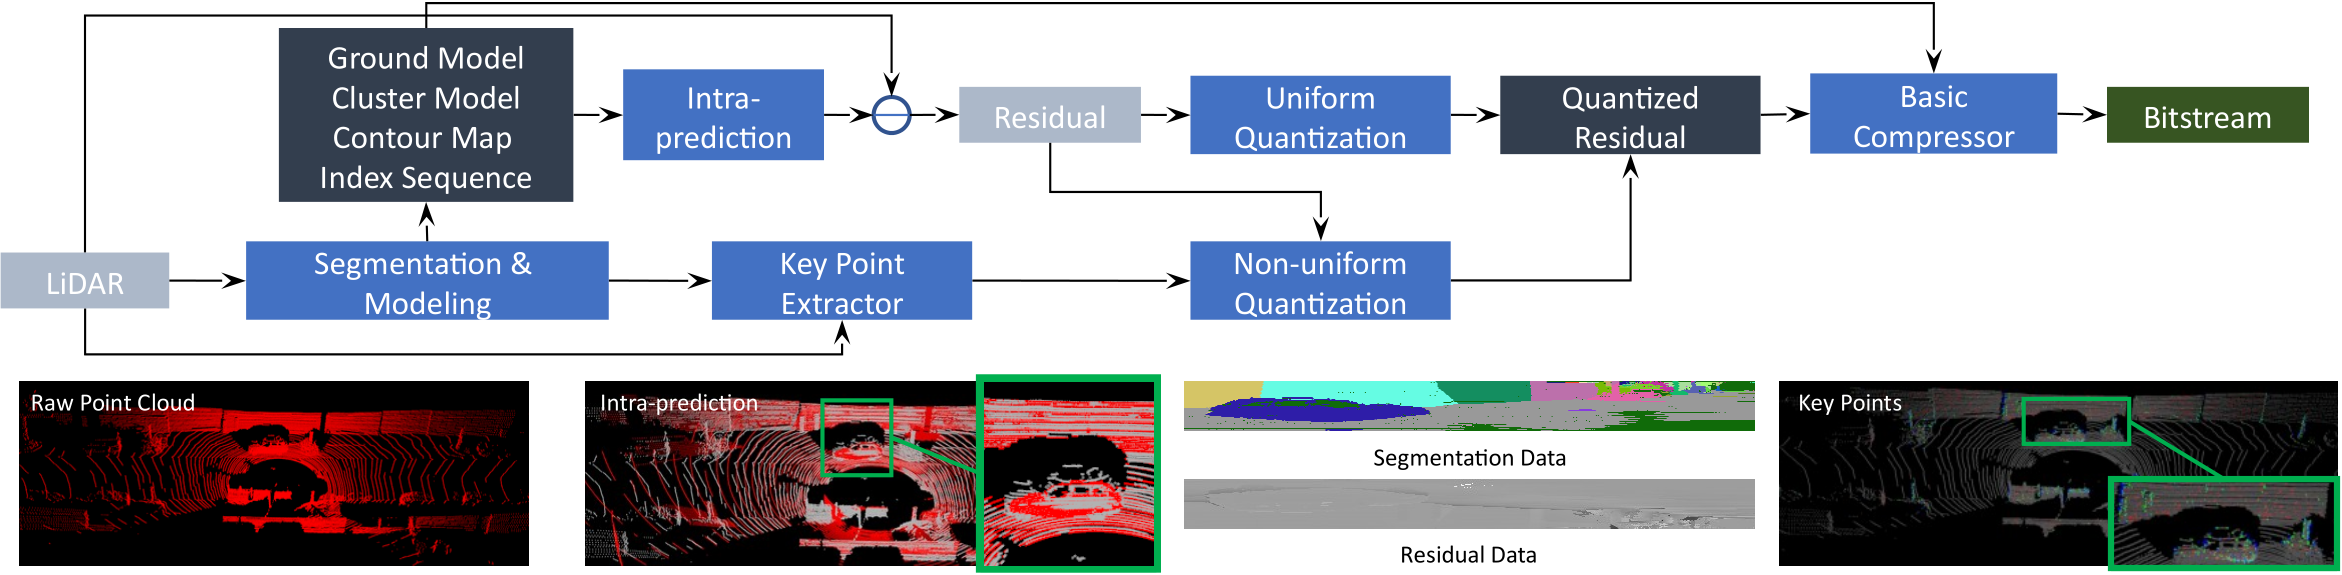 Ground Model
Cluster Model
Contour Map
Index Sequence
Intra-
prediction
Residual
Uniform
Quantization
Quantized
Residual
Basic
Compressor
Bitstream
LiDAR
Segmentation &
Modeling
Key Point
Extractor
Non-uniform
Quantization
Raw Point Cloud
Intra-prediction
Segmentation Data
Residual Data
Key Points